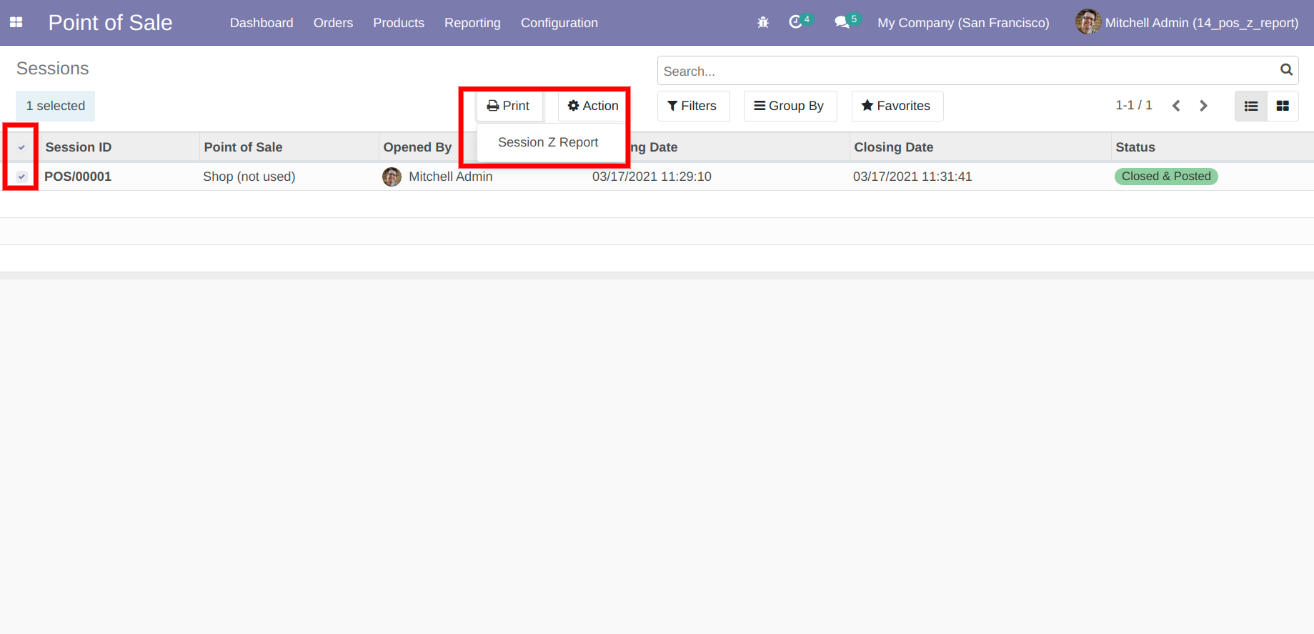 Point of Sale Dashboard Orders Products Reporting Configuration 4 5 My Company (San Francisco) Mitchell Admin (14_pos_z_report)
Sessions
Search...
1 selected Print Action Filters Group By Favorites 1-1 / 1
Session Z Report
Session ID Point of Sale Opened By ng Date Closing Date Status
POS/00001 Shop (not used) Mitchell Admin 03/17/2021 11:29:10 03/17/2021 11:31:41 Closed & Posted